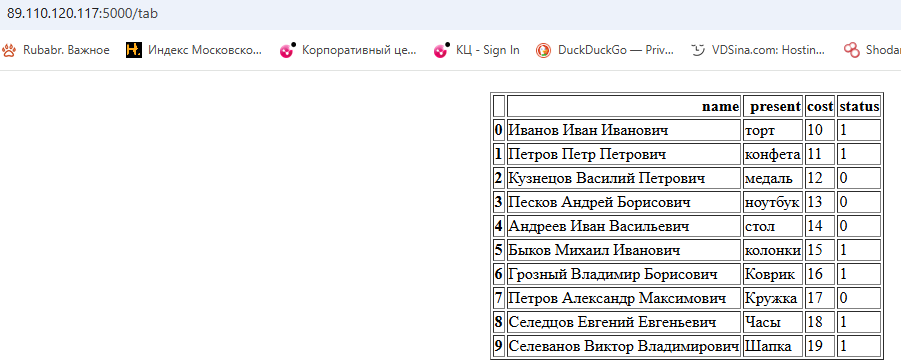 89.110.120.117:5000/tab
Rubabr. Важное Индекс Московско... Корпоративный це... КЦ - Sign In DuckDuckGo — Priv... VDSina.com: Hostin... Shodan
name present cost status
0 Иванов Иван Иванович торт 10 1
1 Петров Петр Петрович конфета 11 1
2 Кузнецов Василий Петрович медаль 12 0
3 Песков Андрей Борисович ноутбук 13 0
4 Андреев Иван Васильевич стол 14 0
5 Быков Михаил Иванович колонки 15 1
6 Грозный Владимир Борисович Коврик 16 1
7 Петров Александр Максимович Кружка 17 0
8 Селедцов Евгений Евгеньевич Часы 18 1
9 Селеванов Виктор Владимирович Шапка 19 1